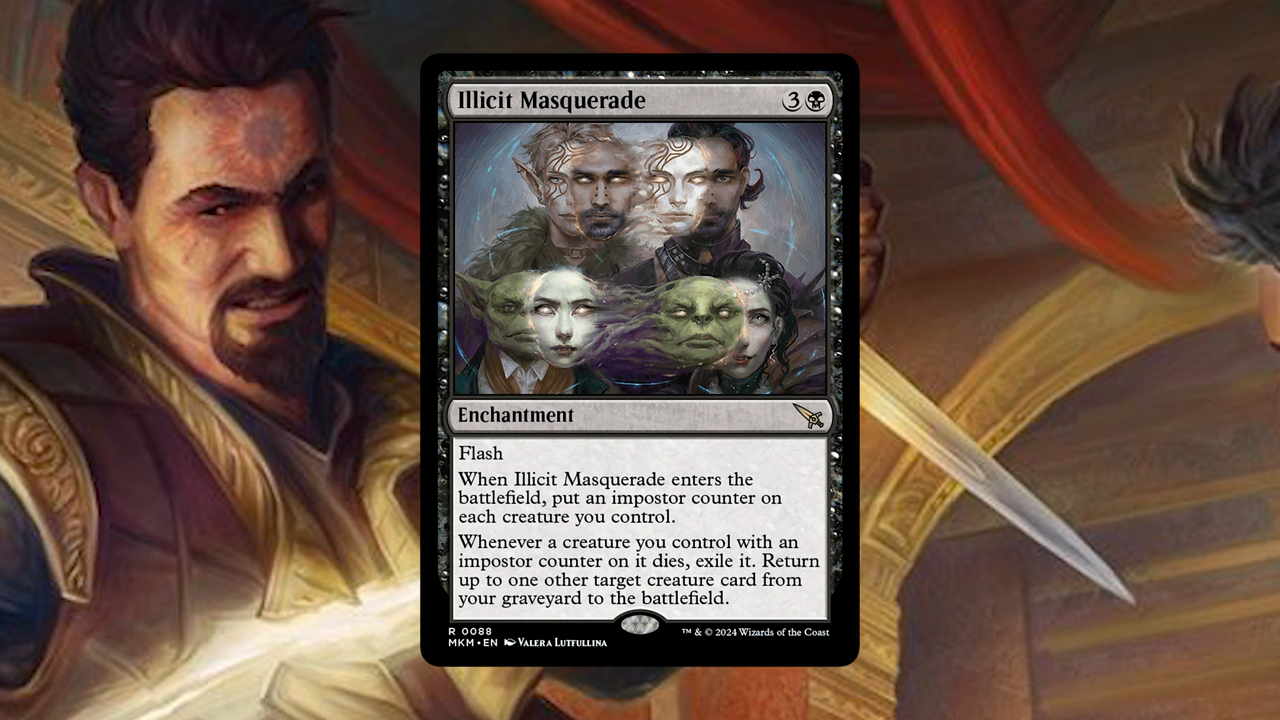 Illicit Masquerade 3
Enchantment
Flash
When Illicit Masquerade enters the
battlefield, put an impostor counter on
each creature you control.
Whenever a creature you control with an
impostor counter on it dies, exile it. Return
up to one other target creature card from
your graveyard to the battlefield.
R 0088
MKM • EN VALERA LUTFULLINA
™ & © 2024 Wizards of the Coast